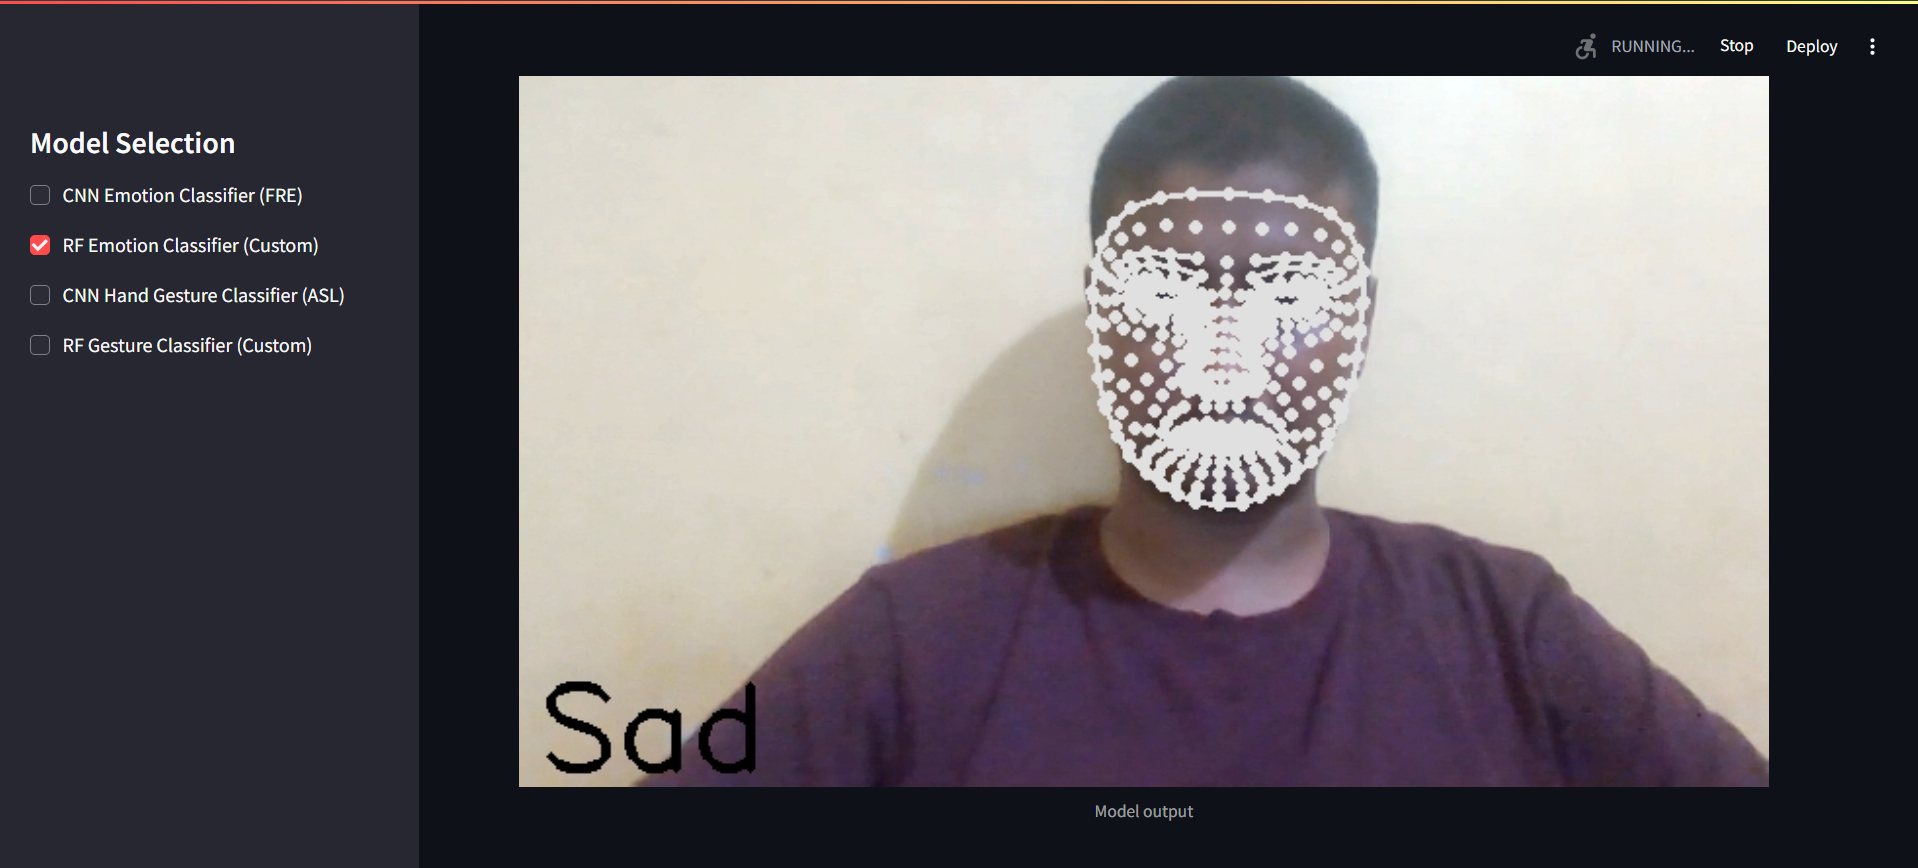 RUNNING...
Stop
Deploy
Model Selection
CNN Emotion Classifier (FRE)
RF Emotion Classifier (Custom)
CNN Hand Gesture Classifier (ASL)
RF Gesture Classifier (Custom)
Sad
Model output